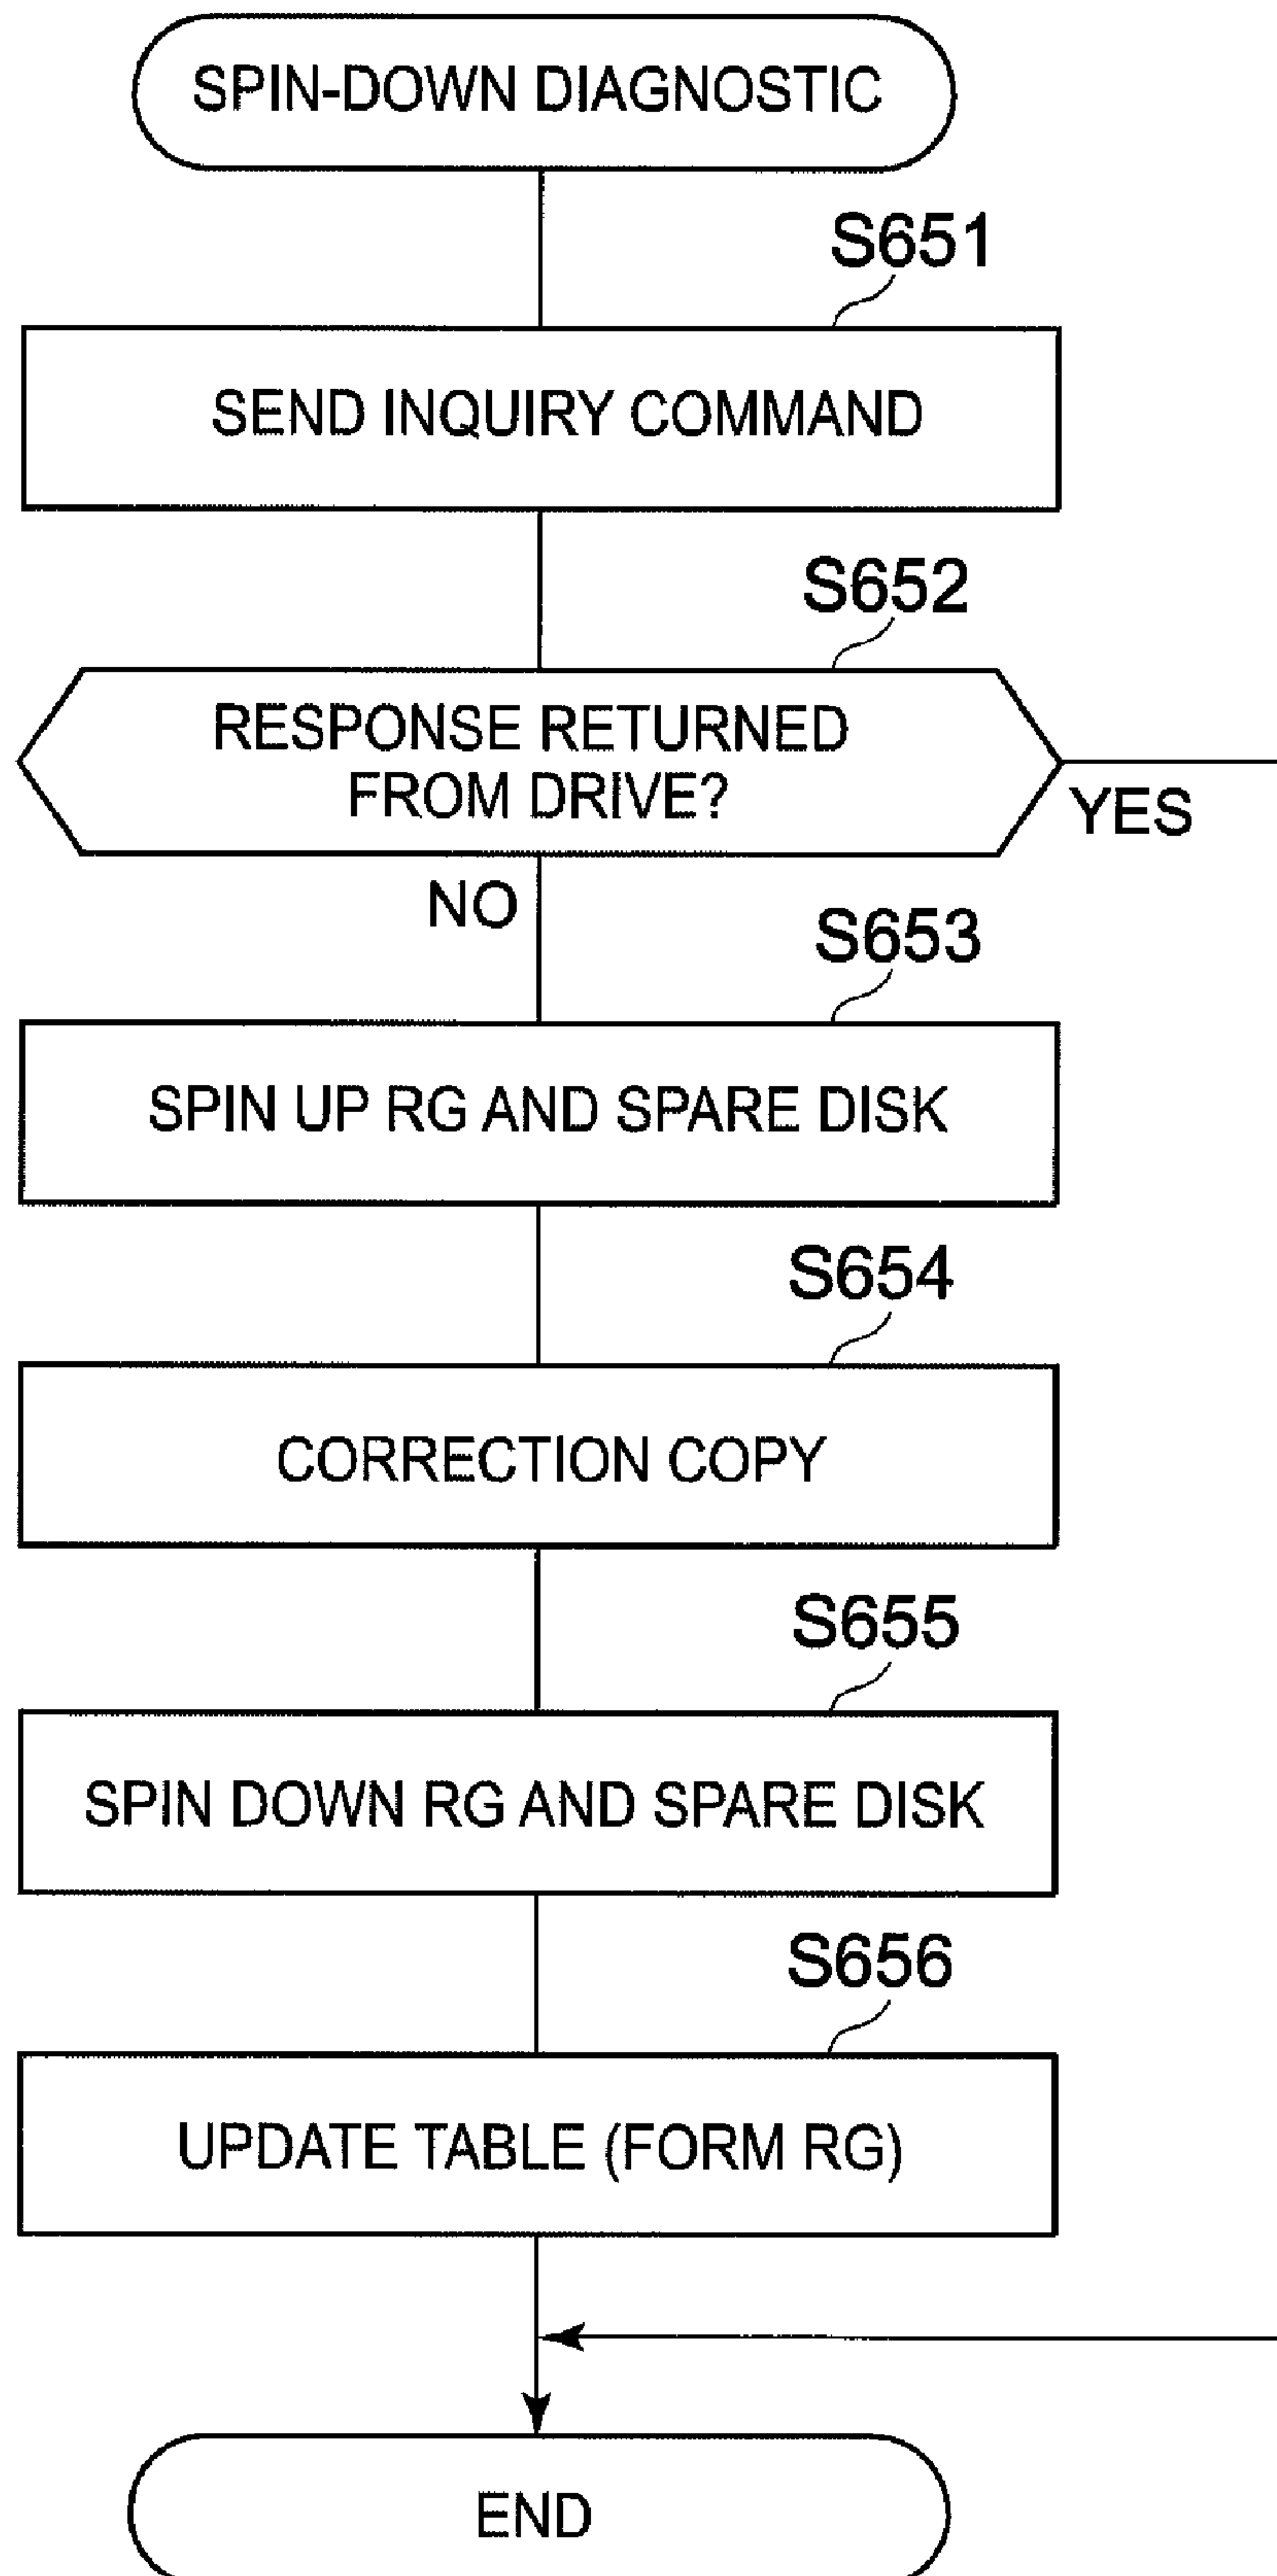 SPIN-DOWN DIAGNOSTIC
S651
SEND INQUIRY COMMAND
S652
RESPONSE RETURNED
FROM DRIVE?
YES
NO
S653
SPIN UP RG AND SPARE DISK
S654
CORRECTION COPY
S655
SPIN DOWN RG AND SPARE DISK
S656
UPDATE TABLE (FORM RG)
END